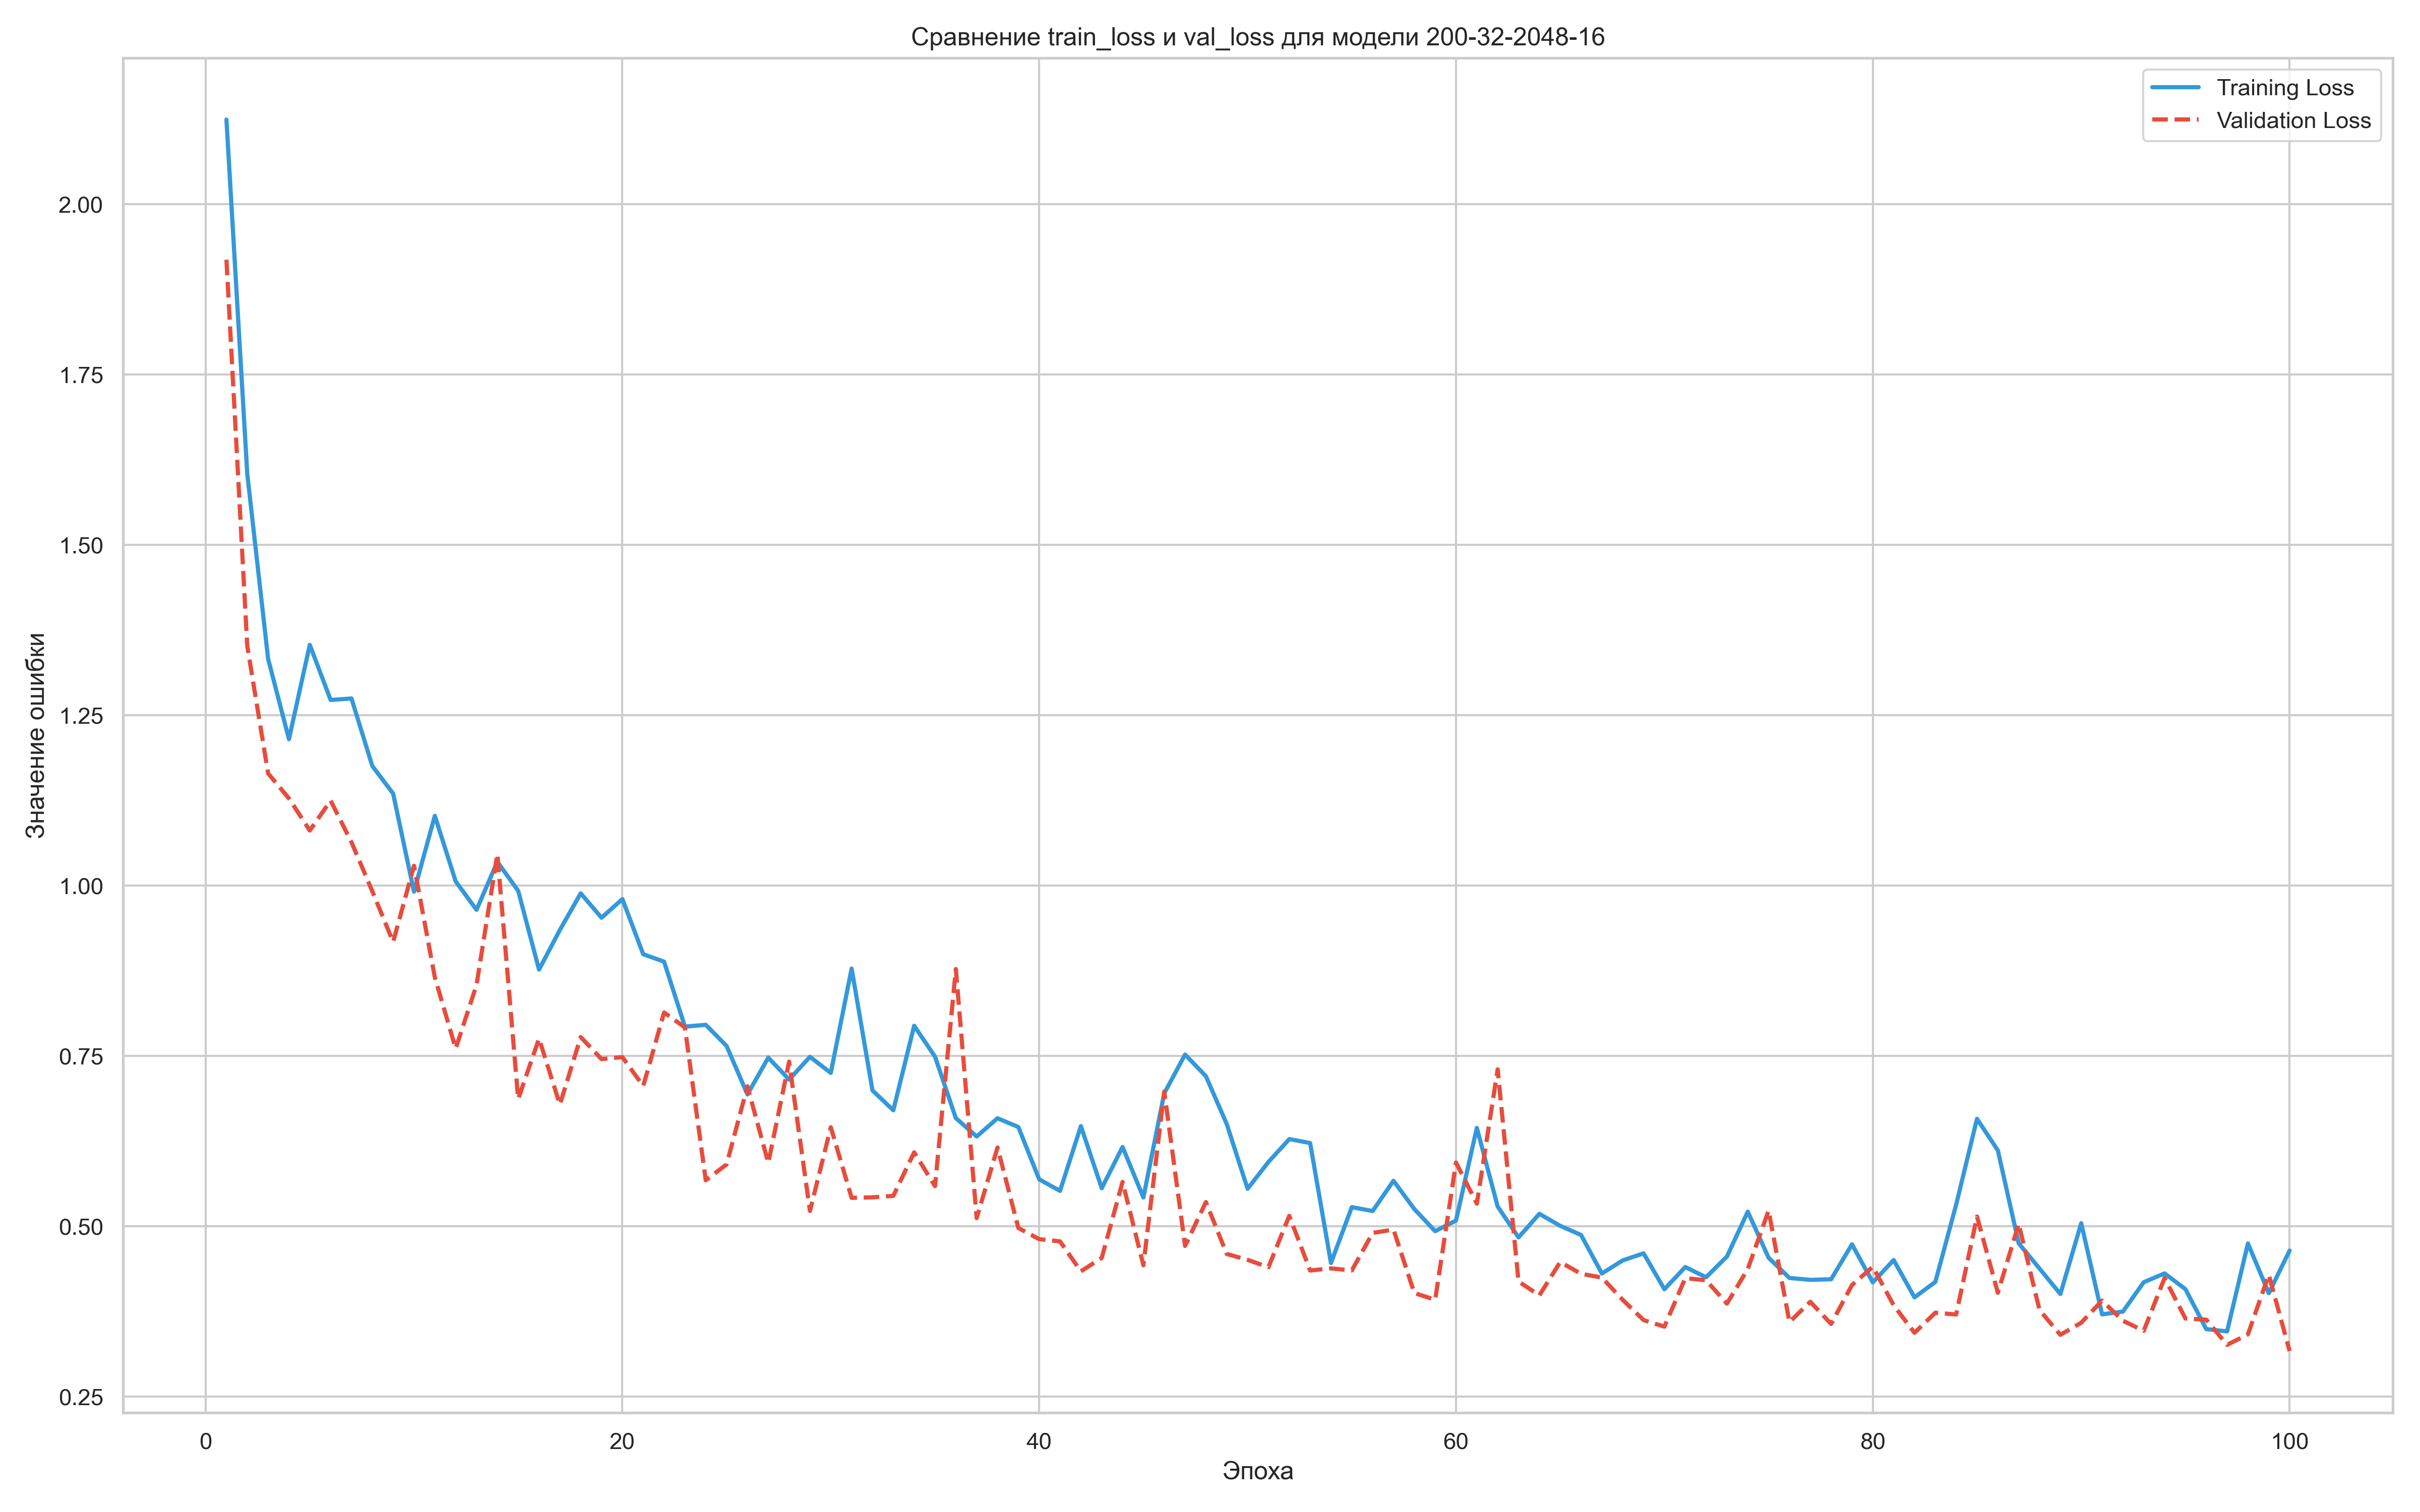 Сравнение train_loss и val_loss для модели 200-32-2048-16
Training Loss
Validation Loss
Значение ошибки
2.00
1.75
1.50
1.25
1.00
0.75
0.50
0.25
0 20 40 60 80 100
Эпоха